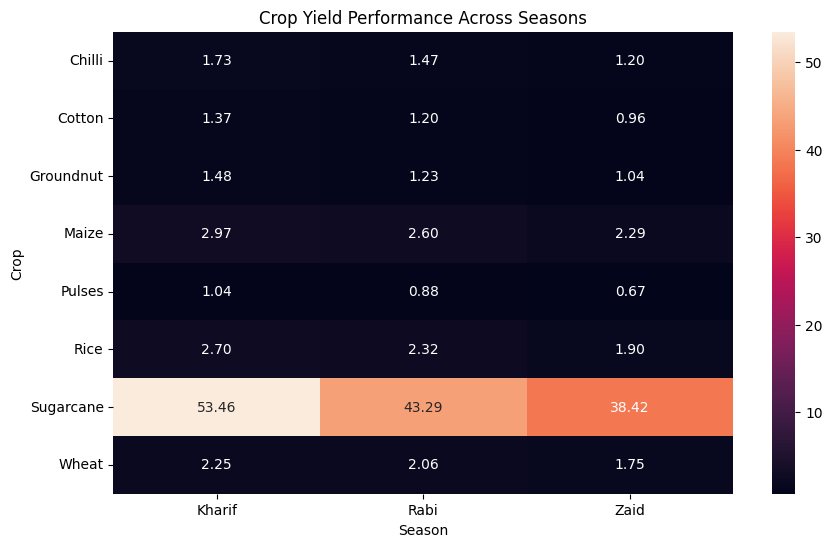 Crop Yield Performance Across Seasons
Crop
Chilli 1.73 1.47 1.20
Cotton 1.37 1.20 0.96
Groundnut 1.48 1.23 1.04
Maize 2.97 2.60 2.29
Pulses 1.04 0.88 0.67
Rice 2.70 2.32 1.90
Sugarcane 53.46 43.29 38.42
Wheat 2.25 2.06 1.75
Kharif Rabi Zaid
Season
50
40
30
20
10